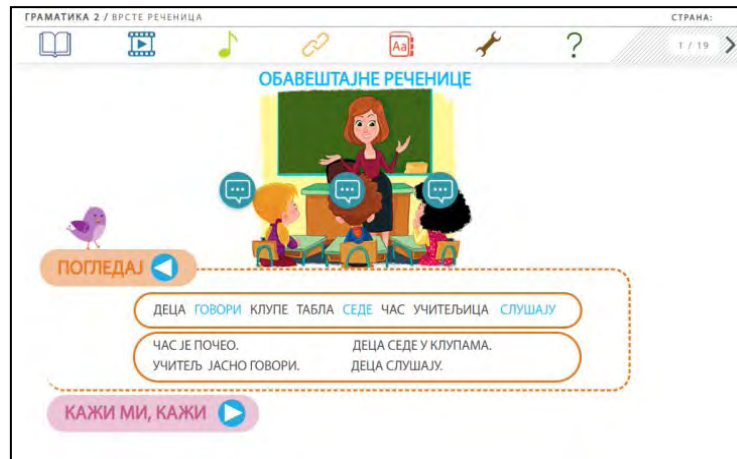 ГРАМАТИКА 2 / ВРСТЕ РЕЧЕНИЦА
СТРАНА:
Aa
?
1 / 19
ОБАВЕШТАЈНЕ РЕЧЕНИЦЕ
ПОГЛЕДАЈ
ДЕЦА ГОВОРИ КЛУПЕ ТАБЛА СЕДЕ ЧАС УЧИТЕЉИЦА СЛУШАЈУ
ЧАС ЈЕ ПОЧЕО. ДЕЦА СЕДЕ У КЛУПАМА.
УЧИТЕЉ ЈАСНО ГОВОРИ. ДЕЦА СЛУШАЈУ.
КАЖИ МИ, КАЖИ